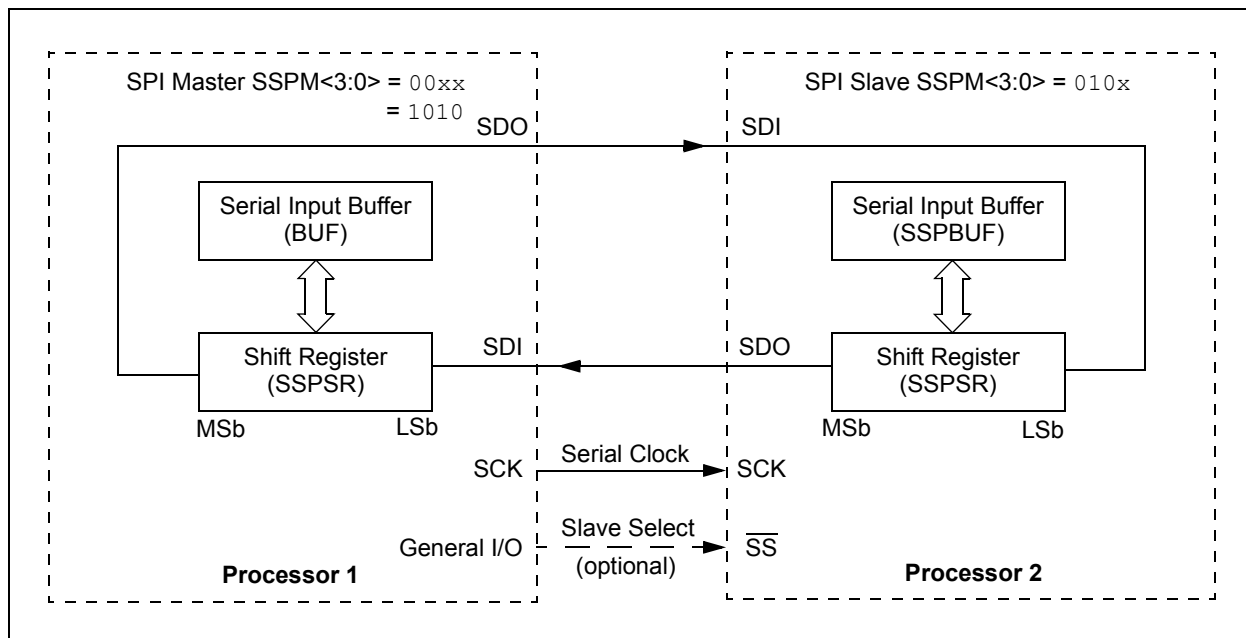 SPI Master SSPM<3:0> = 00xx
= 1010
SDO
Serial Input Buffer
(BUF)
Shift Register
(SSPSR)
MSb
LSb
SDI
SCK
General I/O
Processor 1
Serial Clock
Slave Select
(optional)
SPI Slave SSPM<3:0> = 010x
SDI
Serial Input Buffer
(SSPBUF)
SDO
Shift Register
(SSPSR)
MSb
LSb
SCK
S̅S̅
Processor 2